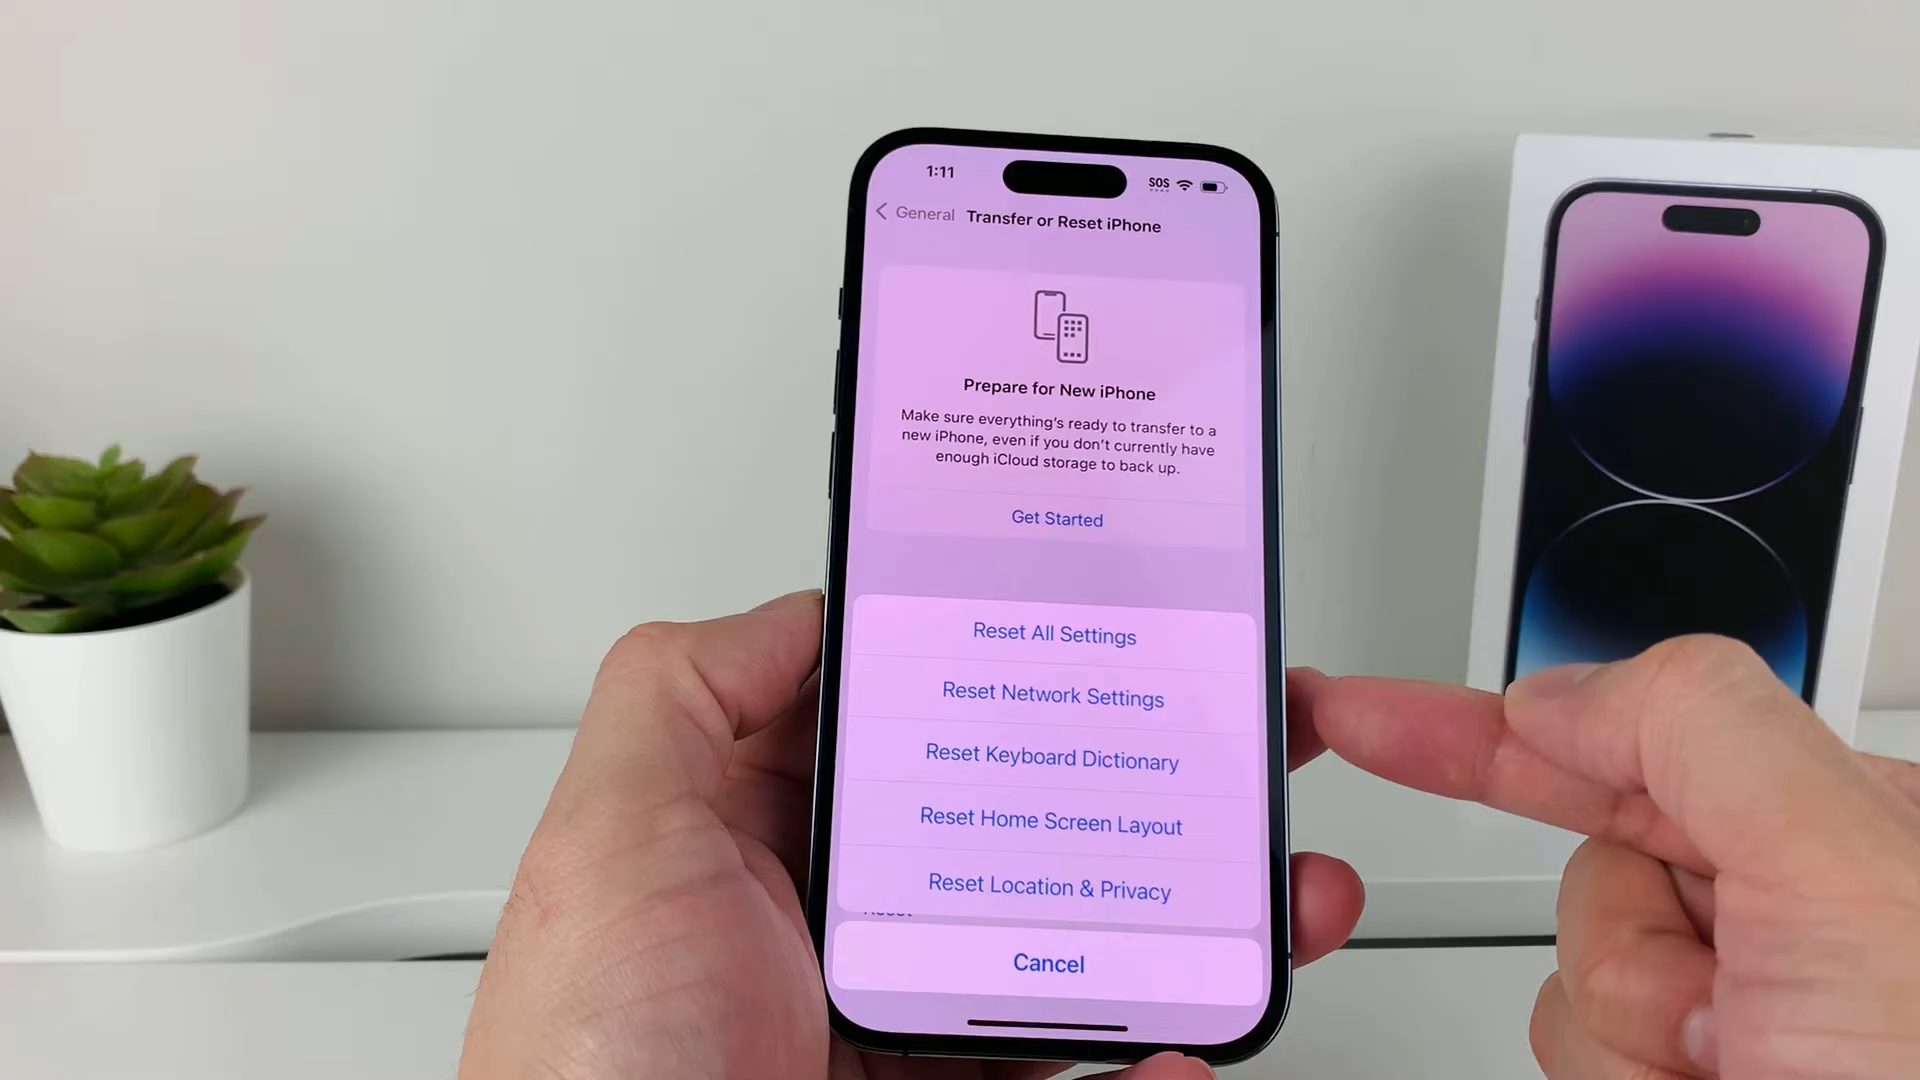 1:11
SOS
General Transfer or Reset iPhone
Prepare for New iPhone
Make sure everything's ready to transfer to a
new iPhone, even if you don't currently have
enough iCloud storage to back up.
Get Started
Reset All Settings
Reset Network Settings
Reset Keyboard Dictionary
Reset Home Screen Layout
Reset Location & Privacy
Cancel